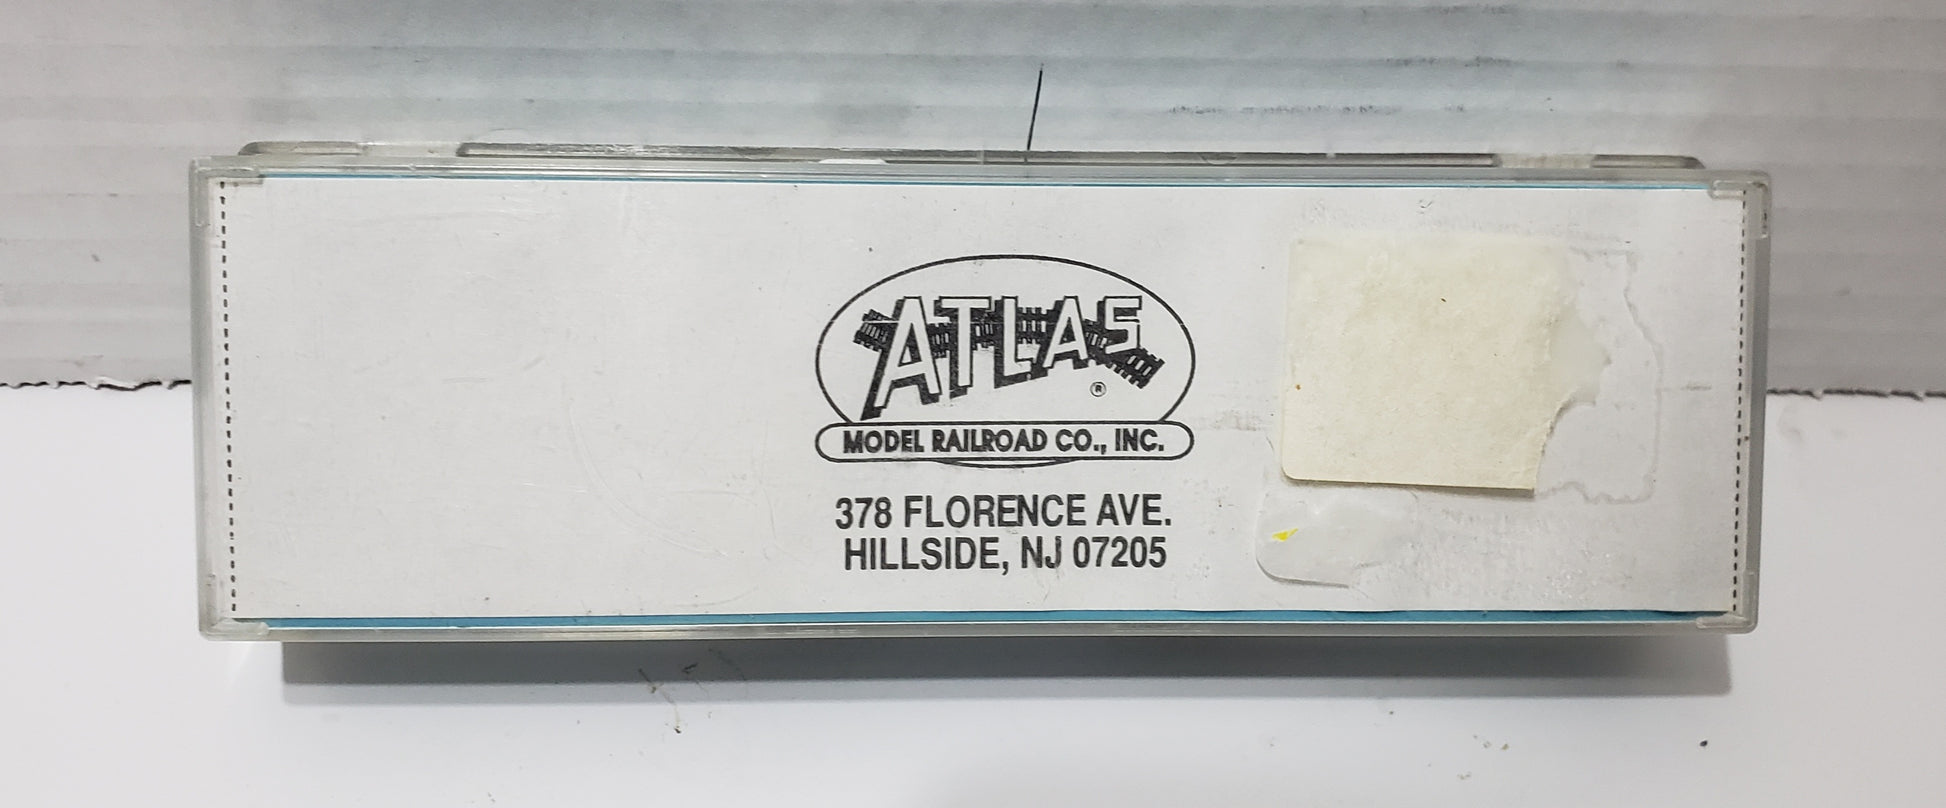 ATLAS
®
MODEL RAILROAD CO., INC.
378 FLORENCE AVE.
HILLSIDE, NJ 07205